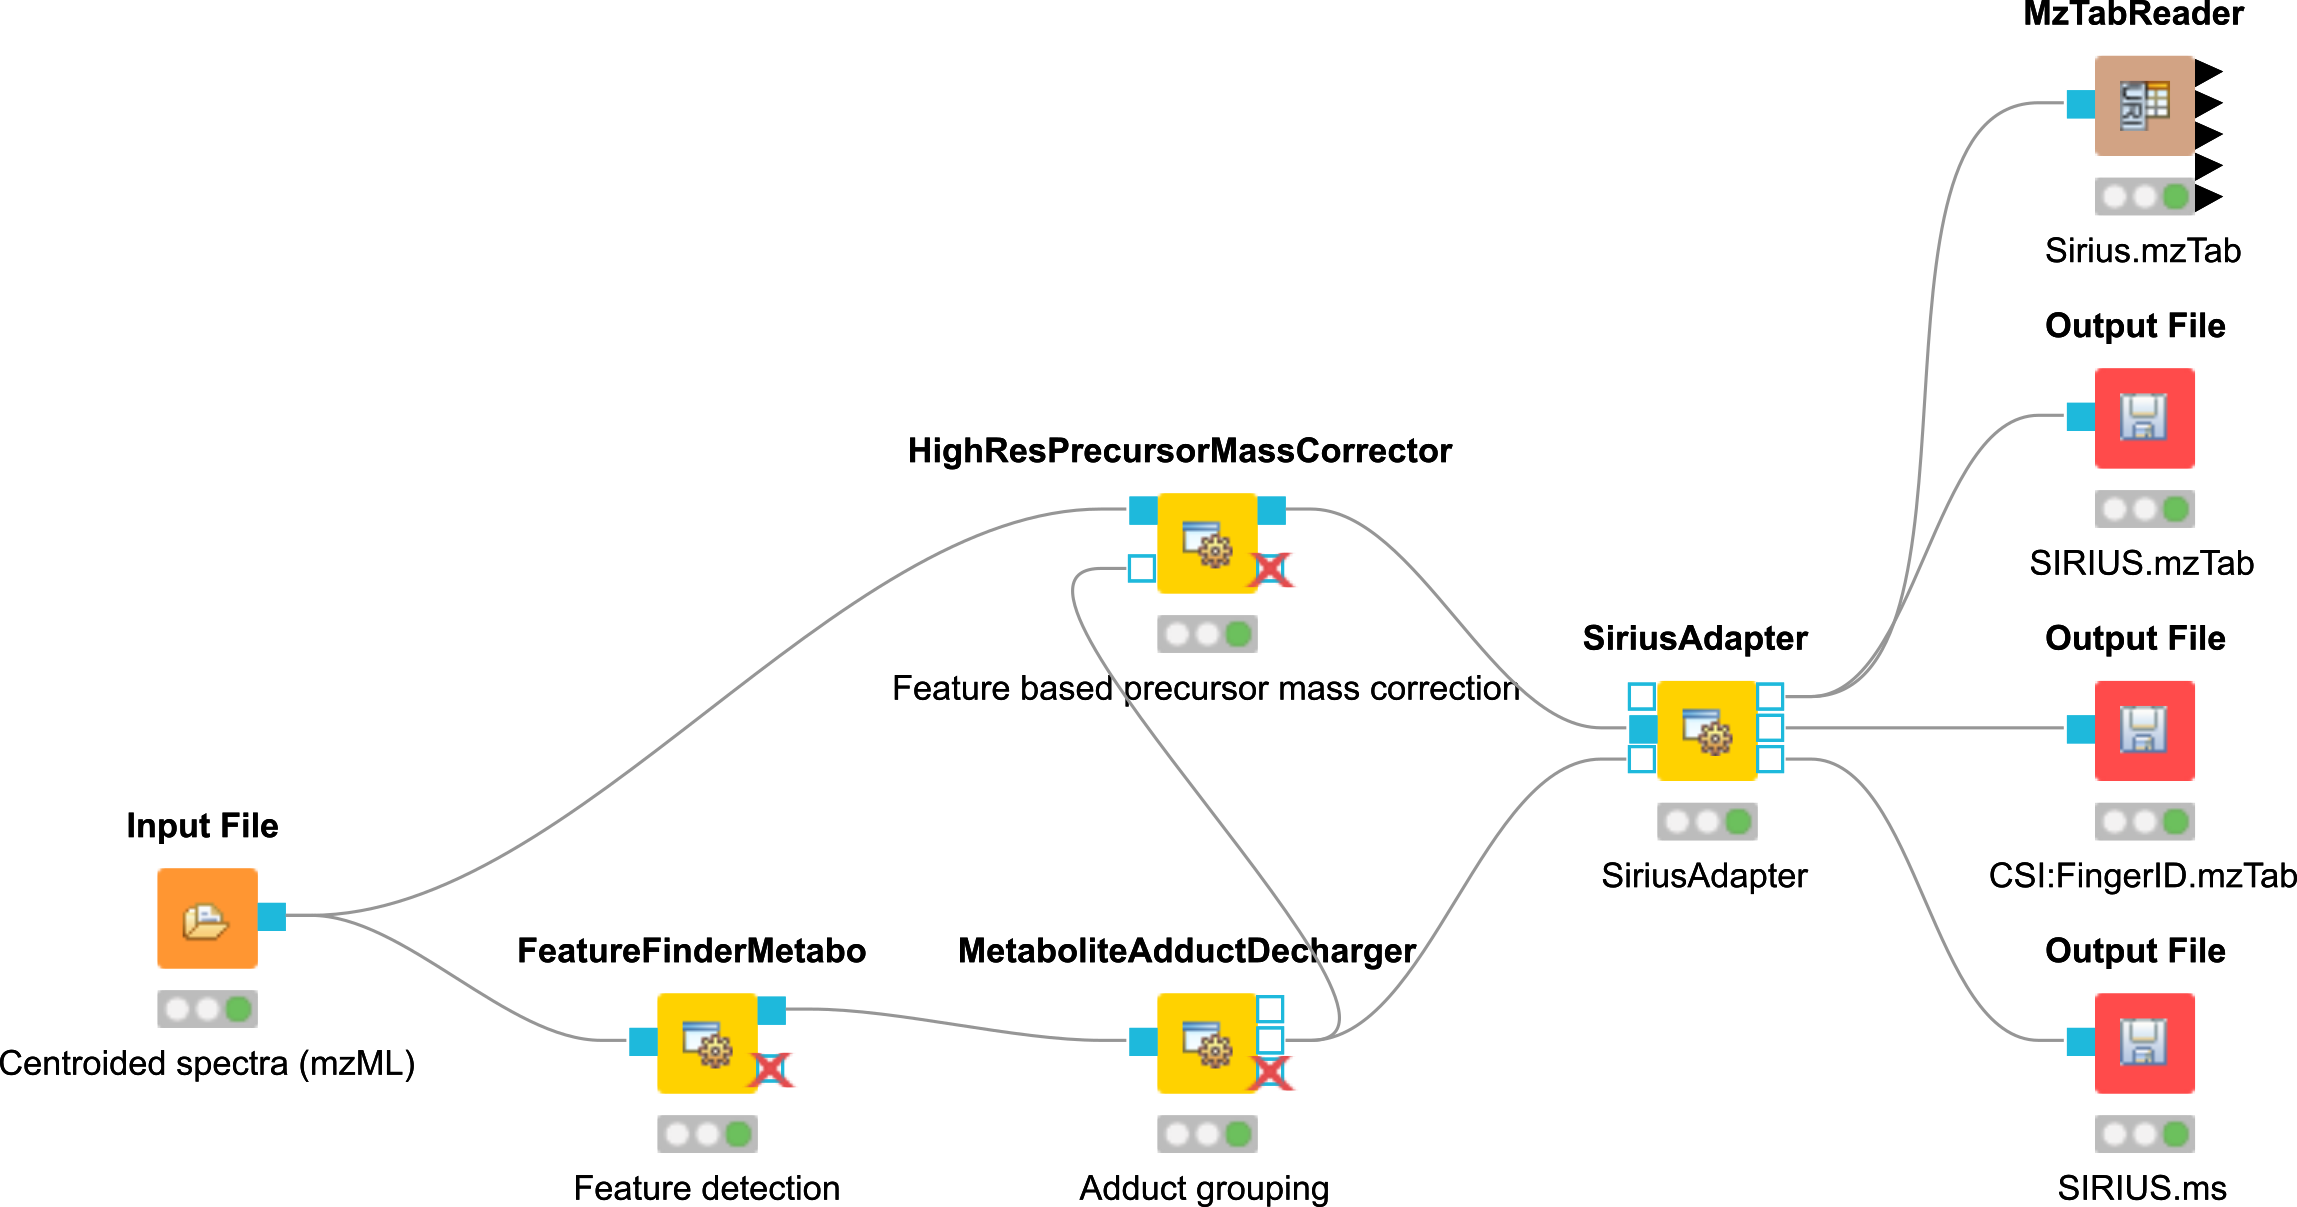 MzTabReader
URI
Sirius.mzTab
Output File
SIRIUS.mzTab
HighResPrecursorMassCorrector
Feature based precursor mass correction
SiriusAdapter
SiriusAdapter
Output File
CSI:FingerID.mzTab
Input File
Centroided spectra (mzML)
FeatureFinderMetabo
Feature detection
MetaboliteAdductDecharger
Adduct grouping
Output File
SIRIUS.ms